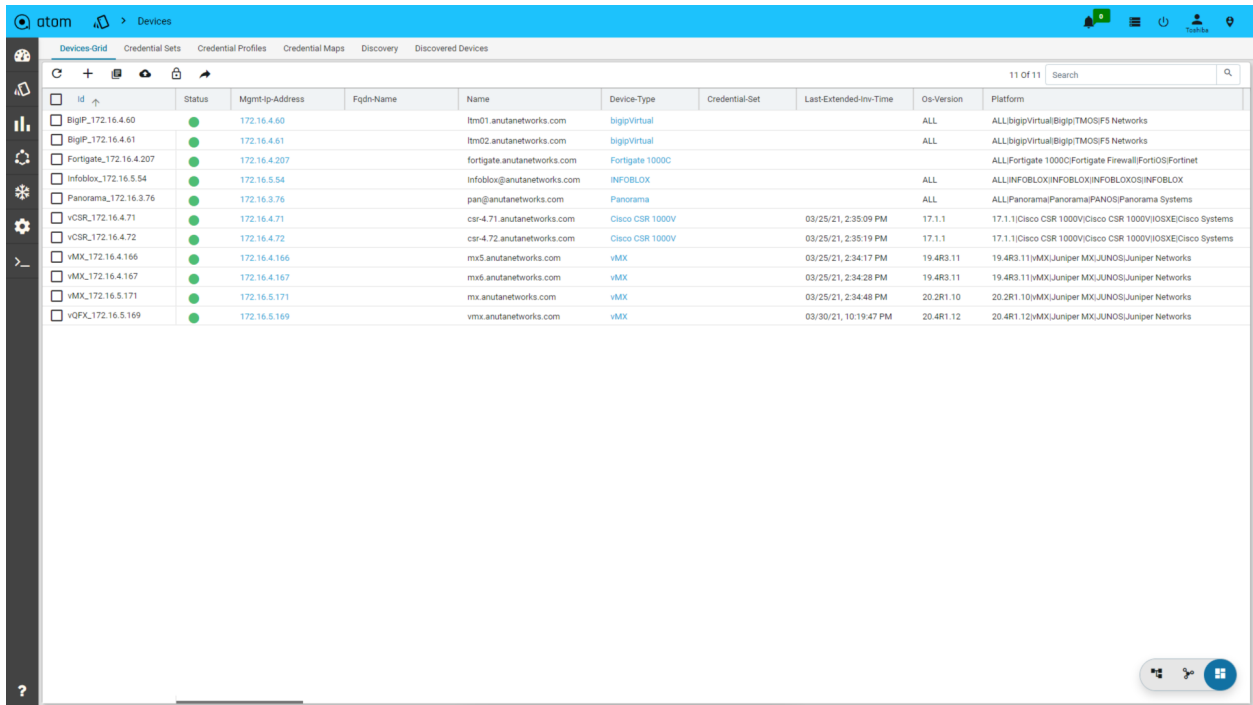 atom > Devices 0 Toshiba
Devices-Grid Credential Sets Credential Profiles Credential Maps Discovery Discovered Devices
11 Of 11 Search
Id Status Mgmt-Ip-Address Fqdn-Name Name Device-Type Credential-Set Last-Extended-Inv-Time Os-Version Platform
BigIP_172.16.4.60 172.16.4.60 ltm01.anutanetworks.com bigipVirtual ALL ALL|bigipVirtual|BigIp|TMOS|F5 Networks
BigIP_172.16.4.61 172.16.4.61 ltm02.anutanetworks.com bigipVirtual ALL ALL|bigipVirtual|BigIp|TMOS|F5 Networks
Fortigate_172.16.4.207 172.16.4.207 fortigate.anutanetworks.com Fortigate 1000C ALL|Fortigate 1000C|Fortigate Firewall|FortiOS|Fortinet
Infoblox_172.16.5.54 172.16.5.54 Infoblox@anutanetworks.com INFOBLOX ALL ALL|INFOBLOX|INFOBLOX|INFOBLOXOS|INFOBLOX
Panorama_172.16.3.76 172.16.3.76 pan@anutanetworks.com Panorama ALL ALL|Panorama|Panorama|PANOS|Panorama Systems
vCSR_172.16.4.71 172.16.4.71 csr-4.71.anutanetworks.com Cisco CSR 1000V 03/25/21, 2:35:09 PM 17.1.1 17.1.1|Cisco CSR 1000V|Cisco CSR 1000V|IOSXE|Cisco Systems
vCSR_172.16.4.72 172.16.4.72 csr-4.72.anutanetworks.com Cisco CSR 1000V 03/25/21, 2:35:19 PM 17.1.1 17.1.1|Cisco CSR 1000V|Cisco CSR 1000V|IOSXE|Cisco Systems
vMX_172.16.4.166 172.16.4.166 mx5.anutanetworks.com vMX 03/25/21, 2:34:17 PM 19.4R3.11 19.4R3.11|vMX|Juniper MX|JUNOS|Juniper Networks
vMX_172.16.4.167 172.16.4.167 mx6.anutanetworks.com vMX 03/25/21, 2:34:28 PM 19.4R3.11 19.4R3.11|vMX|Juniper MX|JUNOS|Juniper Networks
vMX_172.16.5.171 172.16.5.171 mx.anutanetworks.com vMX 03/25/21, 2:34:48 PM 20.2R1.10 20.2R1.10|vMX|Juniper MX|JUNOS|Juniper Networks
vQFX_172.16.5.169 172.16.5.169 vmx.anutanetworks.com vMX 03/30/21, 10:19:47 PM 20.4R1.12 20.4R1.12|vMX|Juniper MX|JUNOS|Juniper Networks
?